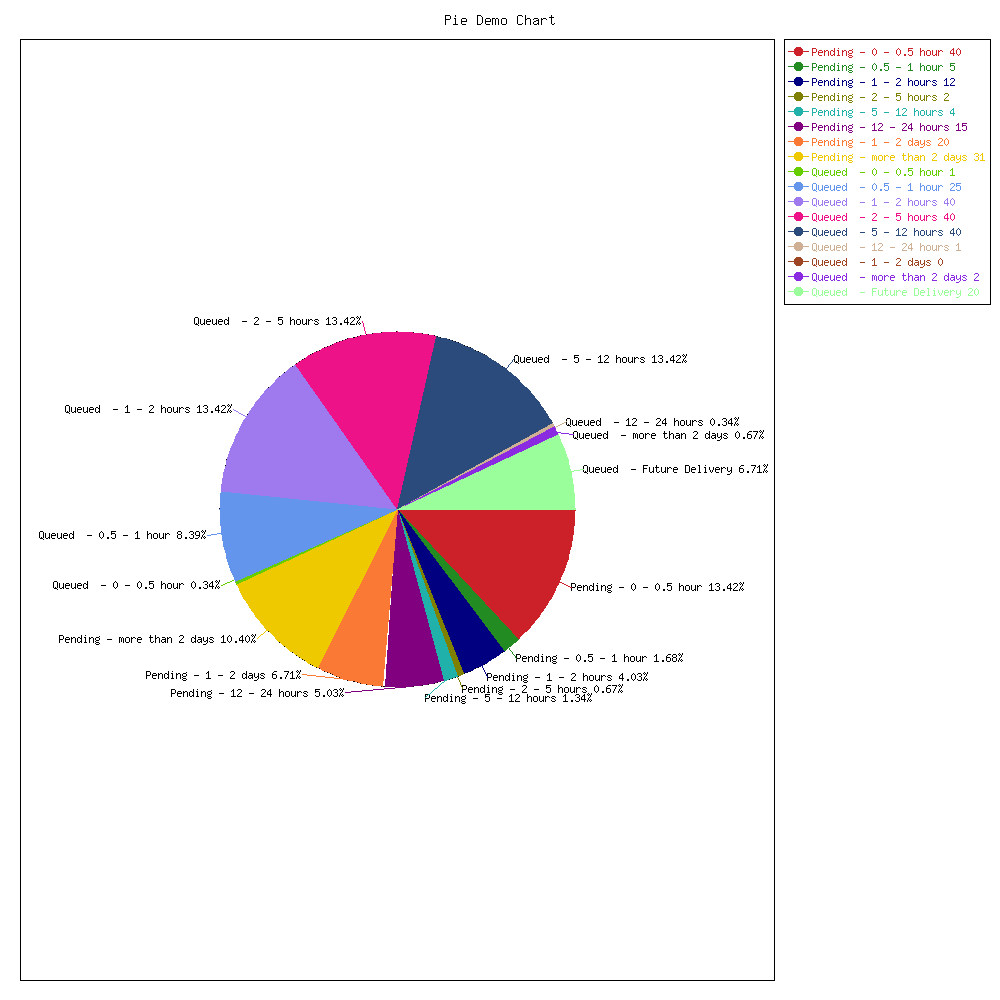 Pie Demo Chart
Pending - 0 - 0.5 hour 40
Pending - 0.5 - 1 hour 5
Pending - 1 - 2 hours 12
Pending - 2 - 5 hours 2
Pending - 5 - 12 hours 4
Pending - 12 - 24 hours 15
Pending - 1 - 2 days 20
Pending - more than 2 days 31
Queued  - 0 - 0.5 hour 1
Queued  - 0.5 - 1 hour 25
Queued  - 1 - 2 hours 40
Queued  - 2 - 5 hours 40
Queued  - 5 - 12 hours 40
Queued  - 12 - 24 hours 1
Queued  - 1 - 2 days 0
Queued  - more than 2 days 2
Queued  - Future Delivery 20
Queued  - 2 - 5 hours 13.42%
Queued  - 5 - 12 hours 13.42%
Queued  - 1 - 2 hours 13.42%
Queued  - 12 - 24 hours 0.34%
Queued  - more than 2 days 0.67%
Queued  - Future Delivery 6.71%
Queued  - 0.5 - 1 hour 8.39%
Queued  - 0 - 0.5 hour 0.34%
Pending - 0 - 0.5 hour 13.42%
Pending - more than 2 days 10.40%
Pending - 0.5 - 1 hour 1.68%
Pending - 1 - 2 days 6.71%
Pending - 1 - 2 hours 4.03%
Pending - 2 - 5 hours 0.67%
Pending - 12 - 24 hours 5.03%
Pending - 5 - 12 hours 1.34%